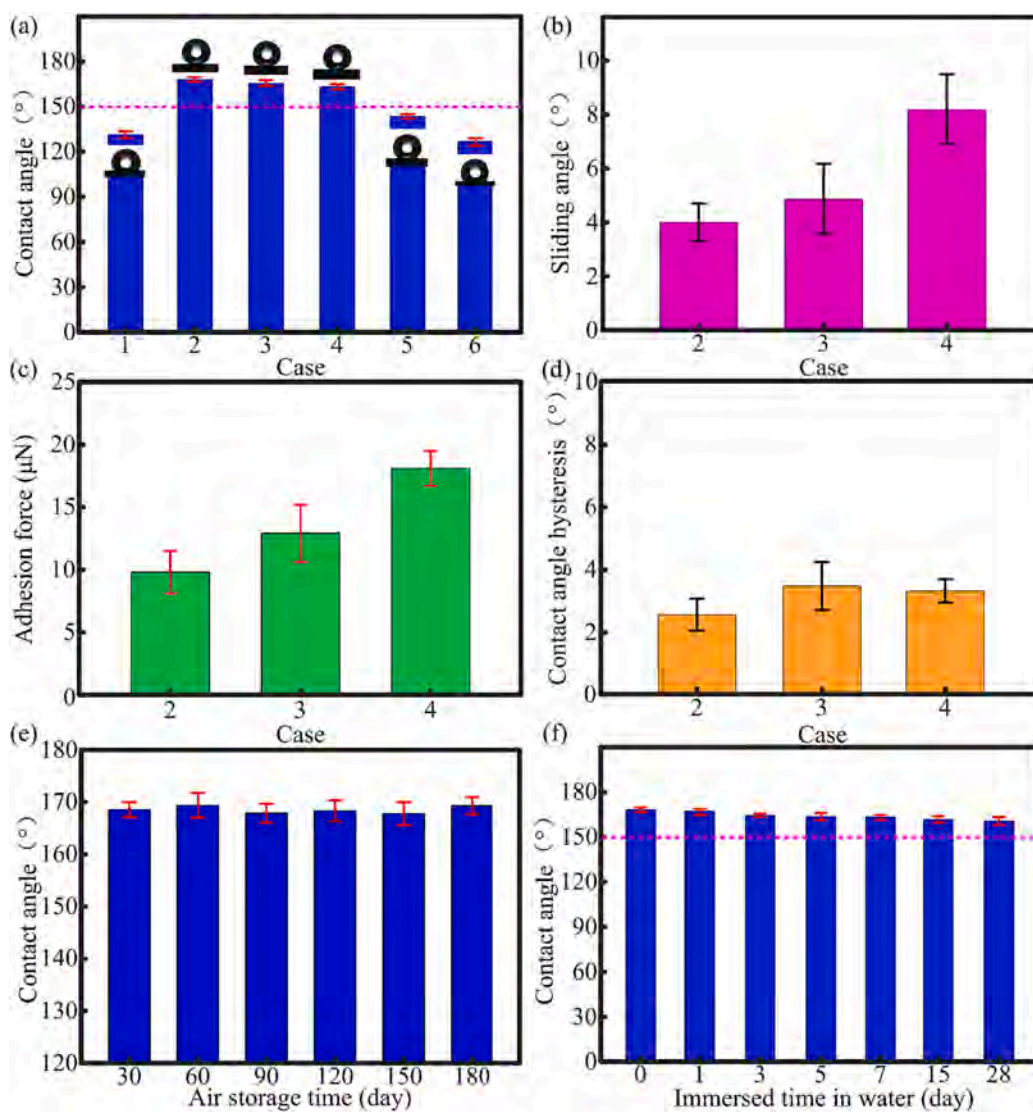 (a)
Contact angle (°)
180
150
120
90
60
30
0
1 2 3 4 5 6
Case
(b)
Sliding angle (°)
10
8
6
4
2
0
2 3 4
Case
(c)
Adhesion force (μN)
25
20
15
10
5
0
2 3 4
Case
(d)
Contact angle hysteresis (°)
10
8
6
4
2
0
2 3 4
Case
(e)
Contact angle (°)
180
170
160
150
140
130
120
30 60 90 120 150 180
Air storage time (day)
(f)
Contact angle (°)
180
150
120
90
60
30
0
0 1 3 5 7 15 28
Immersed time in water (day)